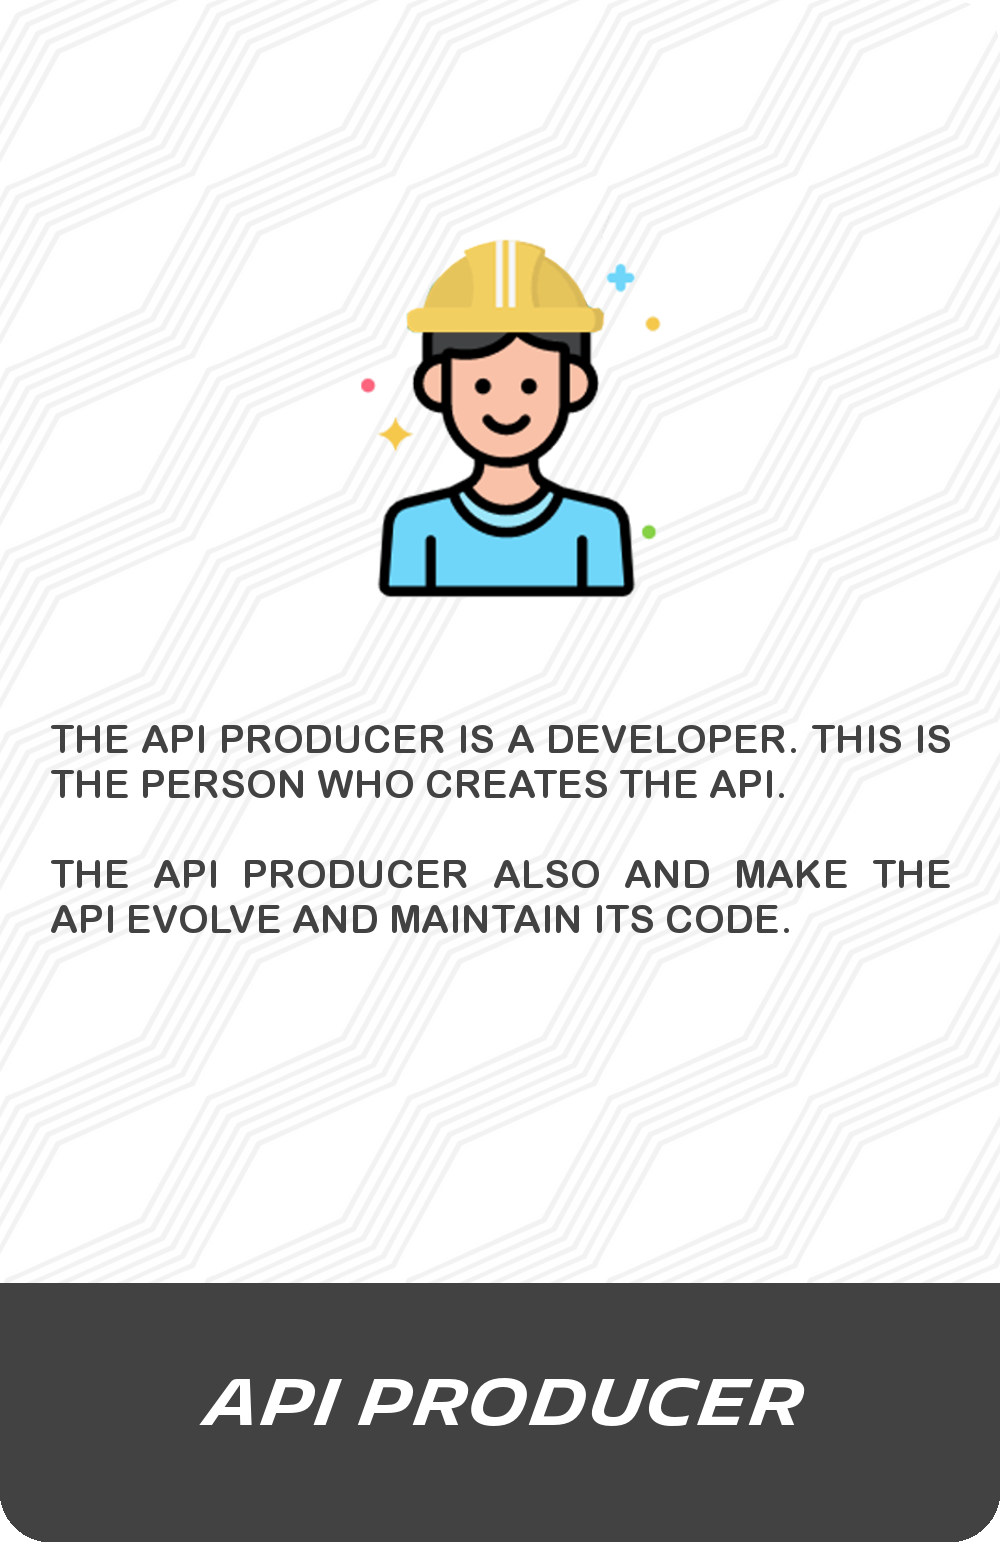 THE API PRODUCER IS A DEVELOPER. THIS IS
THE PERSON WHO CREATES THE API.
THE API PRODUCER ALSO AND MAKE THE
API EVOLVE AND MAINTAIN ITS CODE.
API PRODUCER